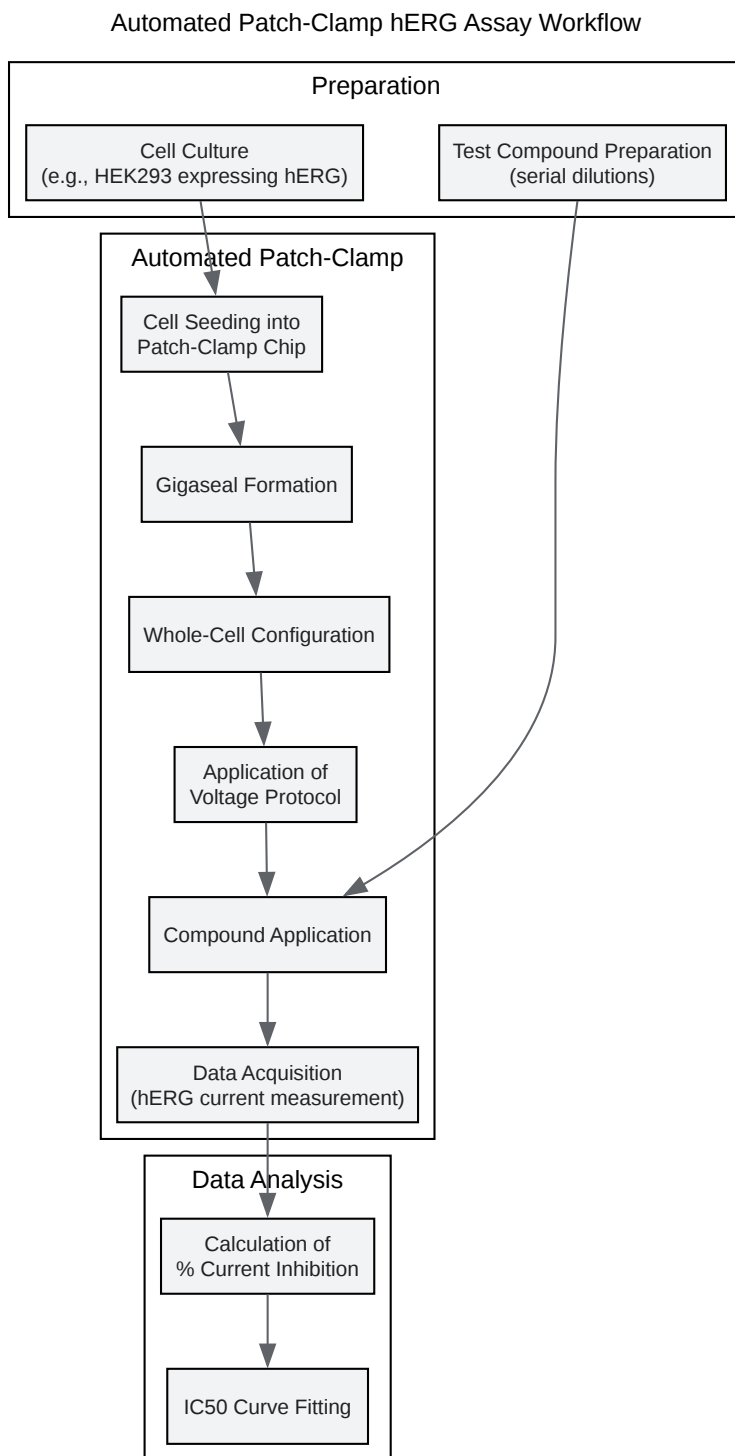 Automated Patch-Clamp hERG Assay Workflow
Preparation
Cell Culture
(e.g., HEK293 expressing hERG)
Test Compound Preparation
(serial dilutions)
Automated Patch-Clamp
Cell Seeding into
Patch-Clamp Chip
Gigaseal Formation
Whole-Cell Configuration
Application of
Voltage Protocol
Compound Application
Data Acquisition
(hERG current measurement)
Data Analysis
Calculation of
% Current Inhibition
IC50 Curve Fitting